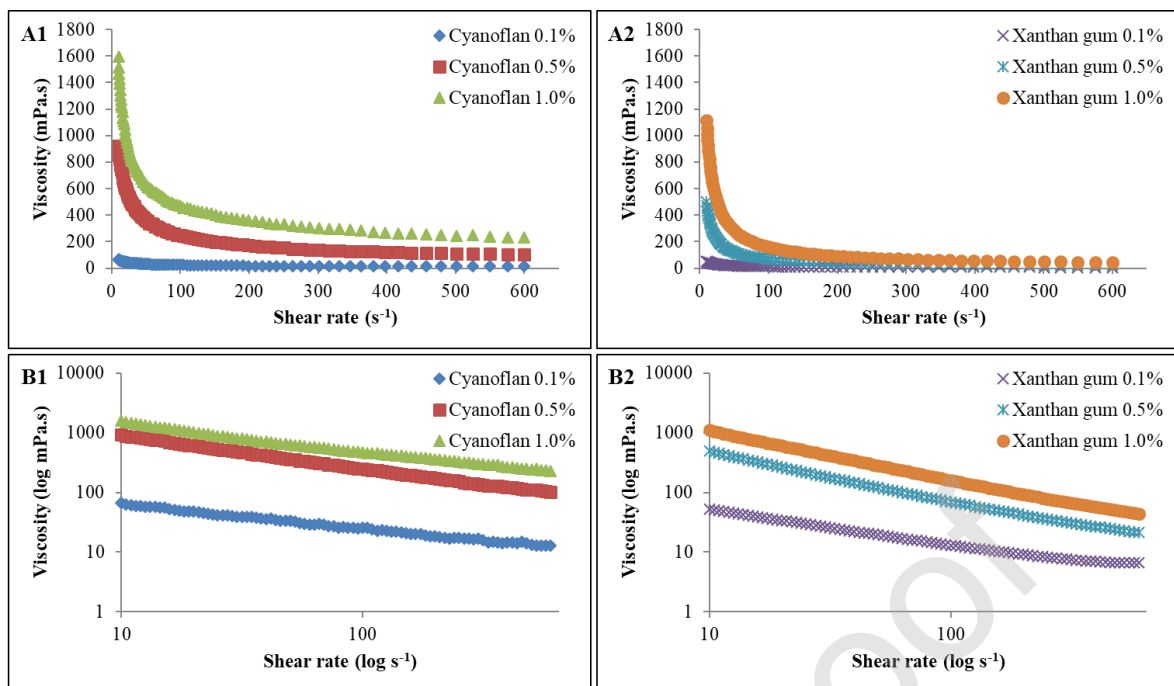 A1
Cyanoflan 0.1%
Cyanoflan 0.5%
Cyanoflan 1.0%
1800
1600
1400
1200
1000
800
600
400
200
0
Viscosity (mPa.s)
0 100 200 300 400 500 600
Shear rate (s⁻¹)
A2
Xanthan gum 0.1%
Xanthan gum 0.5%
Xanthan gum 1.0%
1800
1600
1400
1200
1000
800
600
400
200
0
Viscosity (mPa.s)
0 100 200 300 400 500 600
Shear rate (s⁻¹)
B1
Cyanoflan 0.1%
Cyanoflan 0.5%
Cyanoflan 1.0%
10000
1000
100
10
1
Viscosity (log mPa.s)
10 100
Shear rate (log s⁻¹)
B2
Xanthan gum 0.1%
Xanthan gum 0.5%
Xanthan gum 1.0%
10000
1000
100
10
1
Viscosity (log mPa.s)
10 100
Shear rate (log s⁻¹)